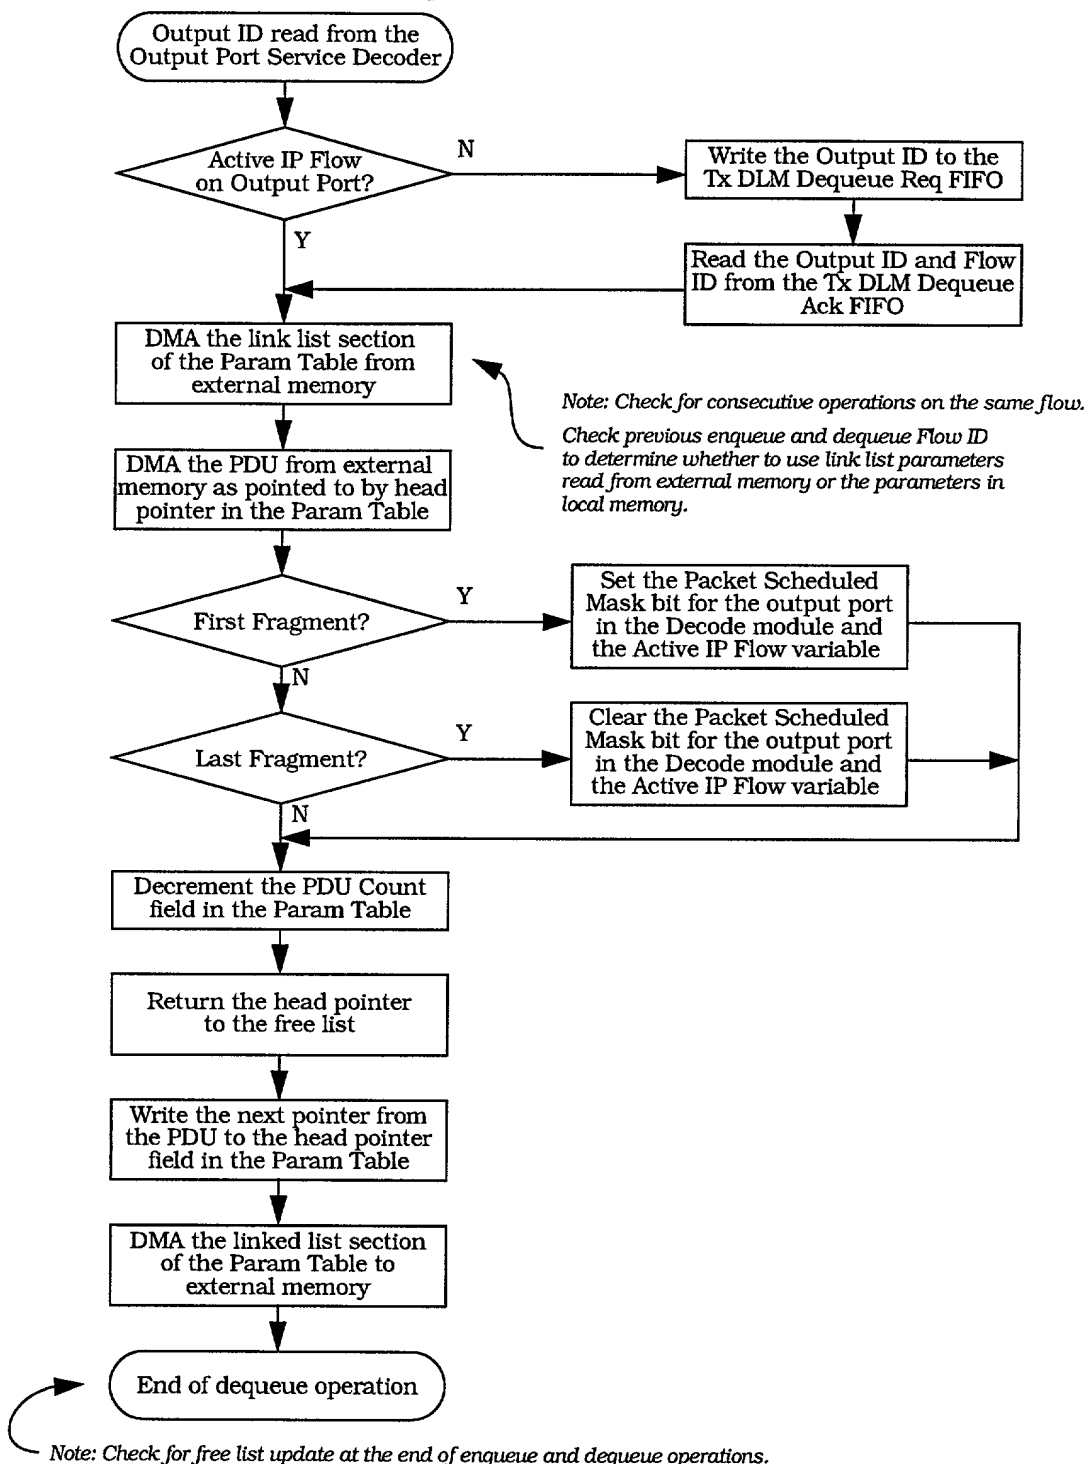 Output ID read from the
Output Port Service Decoder
Active IP Flow
on Output Port?
N
Write the Output ID to the
Tx DLM Dequeue Req FIFO
Y
Read the Output ID and Flow
ID from the Tx DLM Dequeue
Ack FIFO
DMA the link list section
of the Param Table from
external memory
Note: Check for consecutive operations on the same flow.
Check previous enqueue and dequeue Flow ID
to determine whether to use link list parameters
read from external memory or the parameters in
local memory.
DMA the PDU from external
memory as pointed to by head
pointer in the Param Table
First Fragment?
Y
Set the Packet Scheduled
Mask bit for the output port
in the Decode module and
the Active IP Flow variable
N
Last Fragment?
Y
Clear the Packet Scheduled
Mask bit for the output port
in the Decode module and
the Active IP Flow variable
N
Decrement the PDU Count
field in the Param Table
Return the head pointer
to the free list
Write the next pointer from
the PDU to the head pointer
field in the Param Table
DMA the linked list section
of the Param Table to
external memory
End of dequeue operation
Note: Check for free list update at the end of enqueue and dequeue operations.